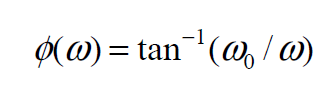 ϕ(ω) = tan⁻¹(ω₀ / ω)